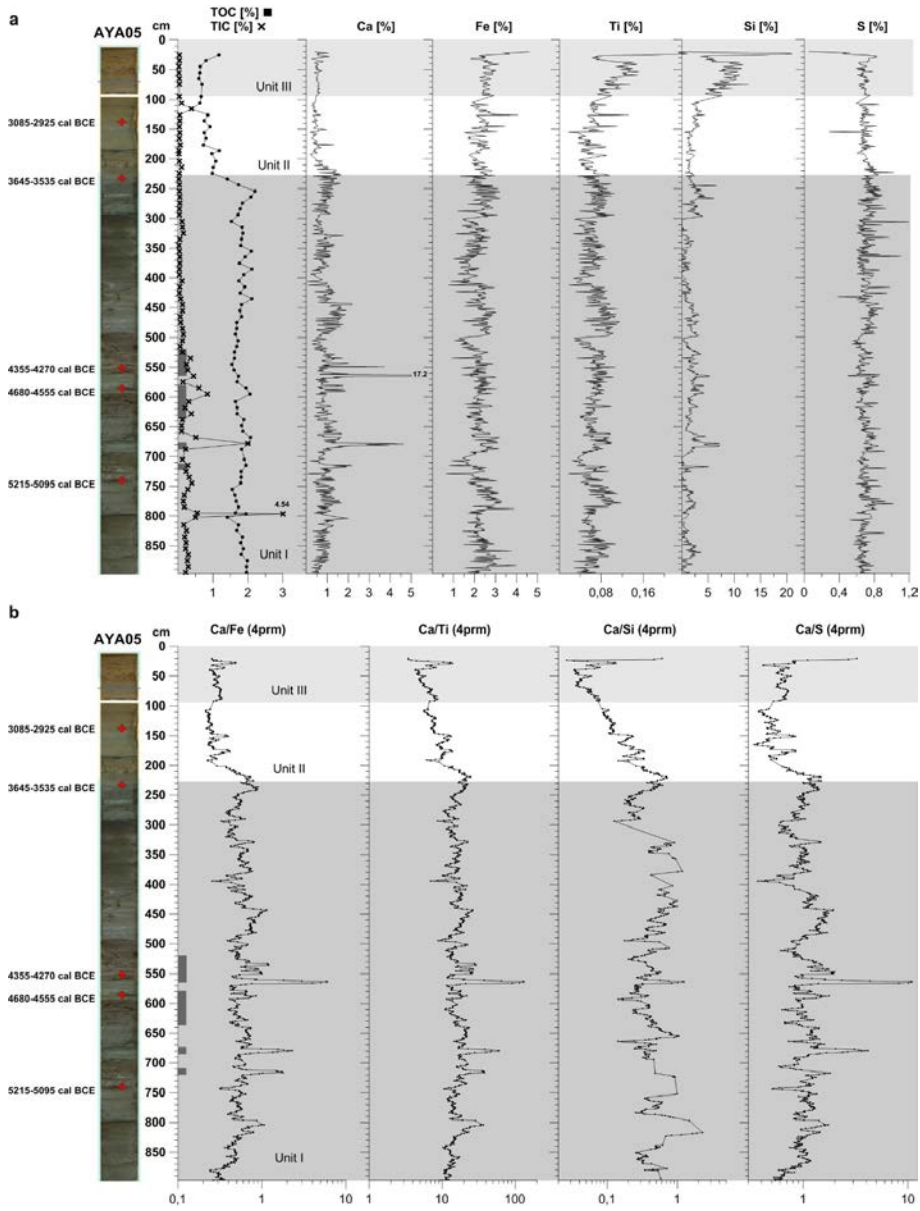 a
AYA05
cm
TOC [%] ■
TIC [%] ×
Ca [%]
Fe [%]
Ti [%]
Si [%]
S [%]
0
50
100
150
200
250
300
350
400
450
500
550
600
650
700
750
800
850
3085-2925 cal BCE
3645-3535 cal BCE
4355-4270 cal BCE
4680-4555 cal BCE
5215-5095 cal BCE
Unit III
Unit II
Unit I
17.2
4.54
0 1 2 3
1 2 3 4 5
0 1 2 3 4 5
0,08 0,16
5 10 15 20
0 0,4 0,8 1,2
b
AYA05
cm
Ca/Fe (4prm)
Ca/Ti (4prm)
Ca/Si (4prm)
Ca/S (4prm)
0
50
100
150
200
250
300
350
400
450
500
550
600
650
700
750
800
850
3085-2925 cal BCE
3645-3535 cal BCE
4355-4270 cal BCE
4680-4555 cal BCE
5215-5095 cal BCE
Unit III
Unit II
Unit I
0,1 1 10
1 10 100
0,1 1
1 10